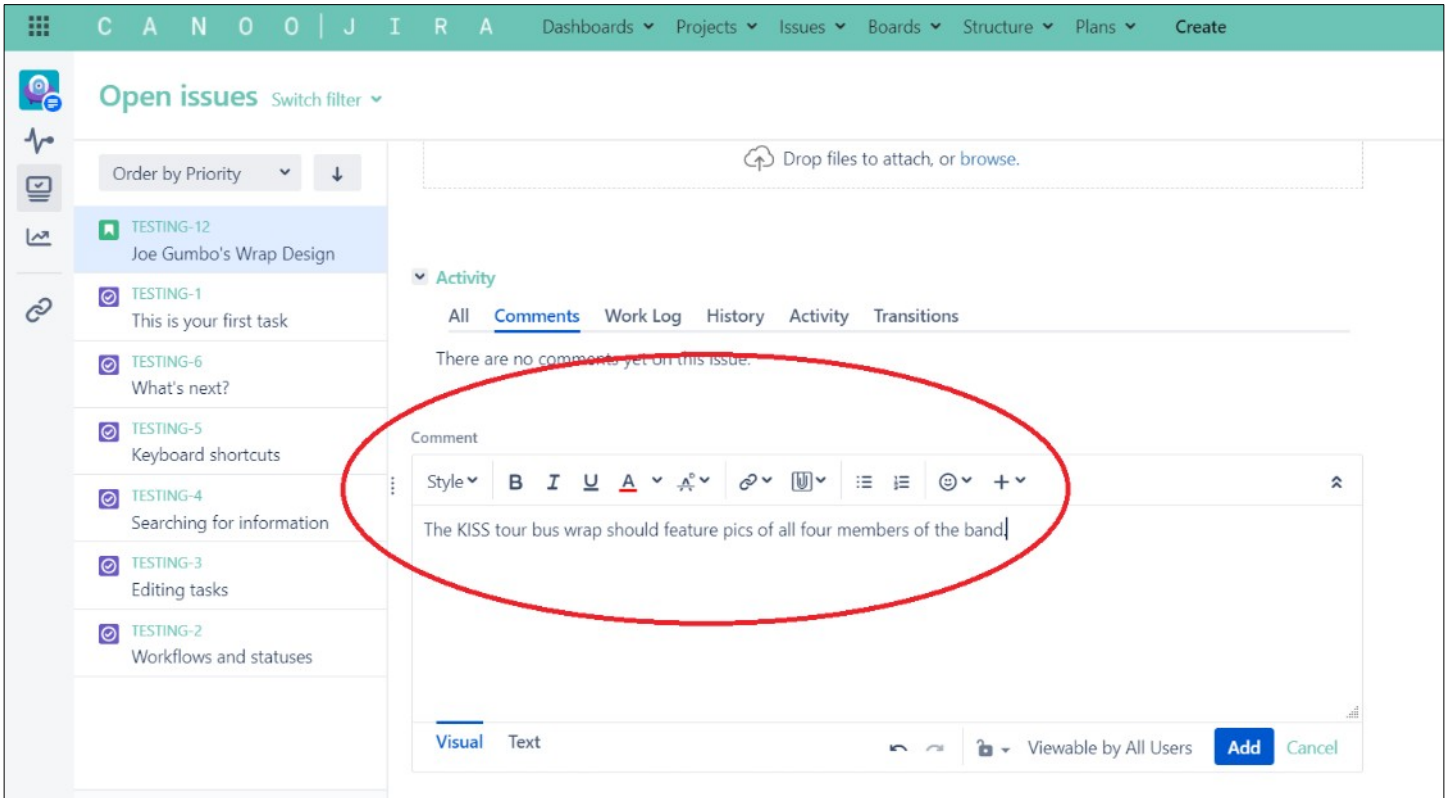 CANOO|JIRA Dashboards Projects Issues Boards Structure Plans Create
Open issues Switch filter
Order by Priority
TESTING-12
Joe Gumbo's Wrap Design
TESTING-1
This is your first task
TESTING-6
What's next?
TESTING-5
Keyboard shortcuts
TESTING-4
Searching for information
TESTING-3
Editing tasks
TESTING-2
Workflows and statuses
Drop files to attach, or browse.
Activity
All Comments Work Log History Activity Transitions
There are no comments yet on this issue.
Comment
Style B I U A
The KISS tour bus wrap should feature pics of all four members of the band.
Visual Text Viewable by All Users Add Cancel